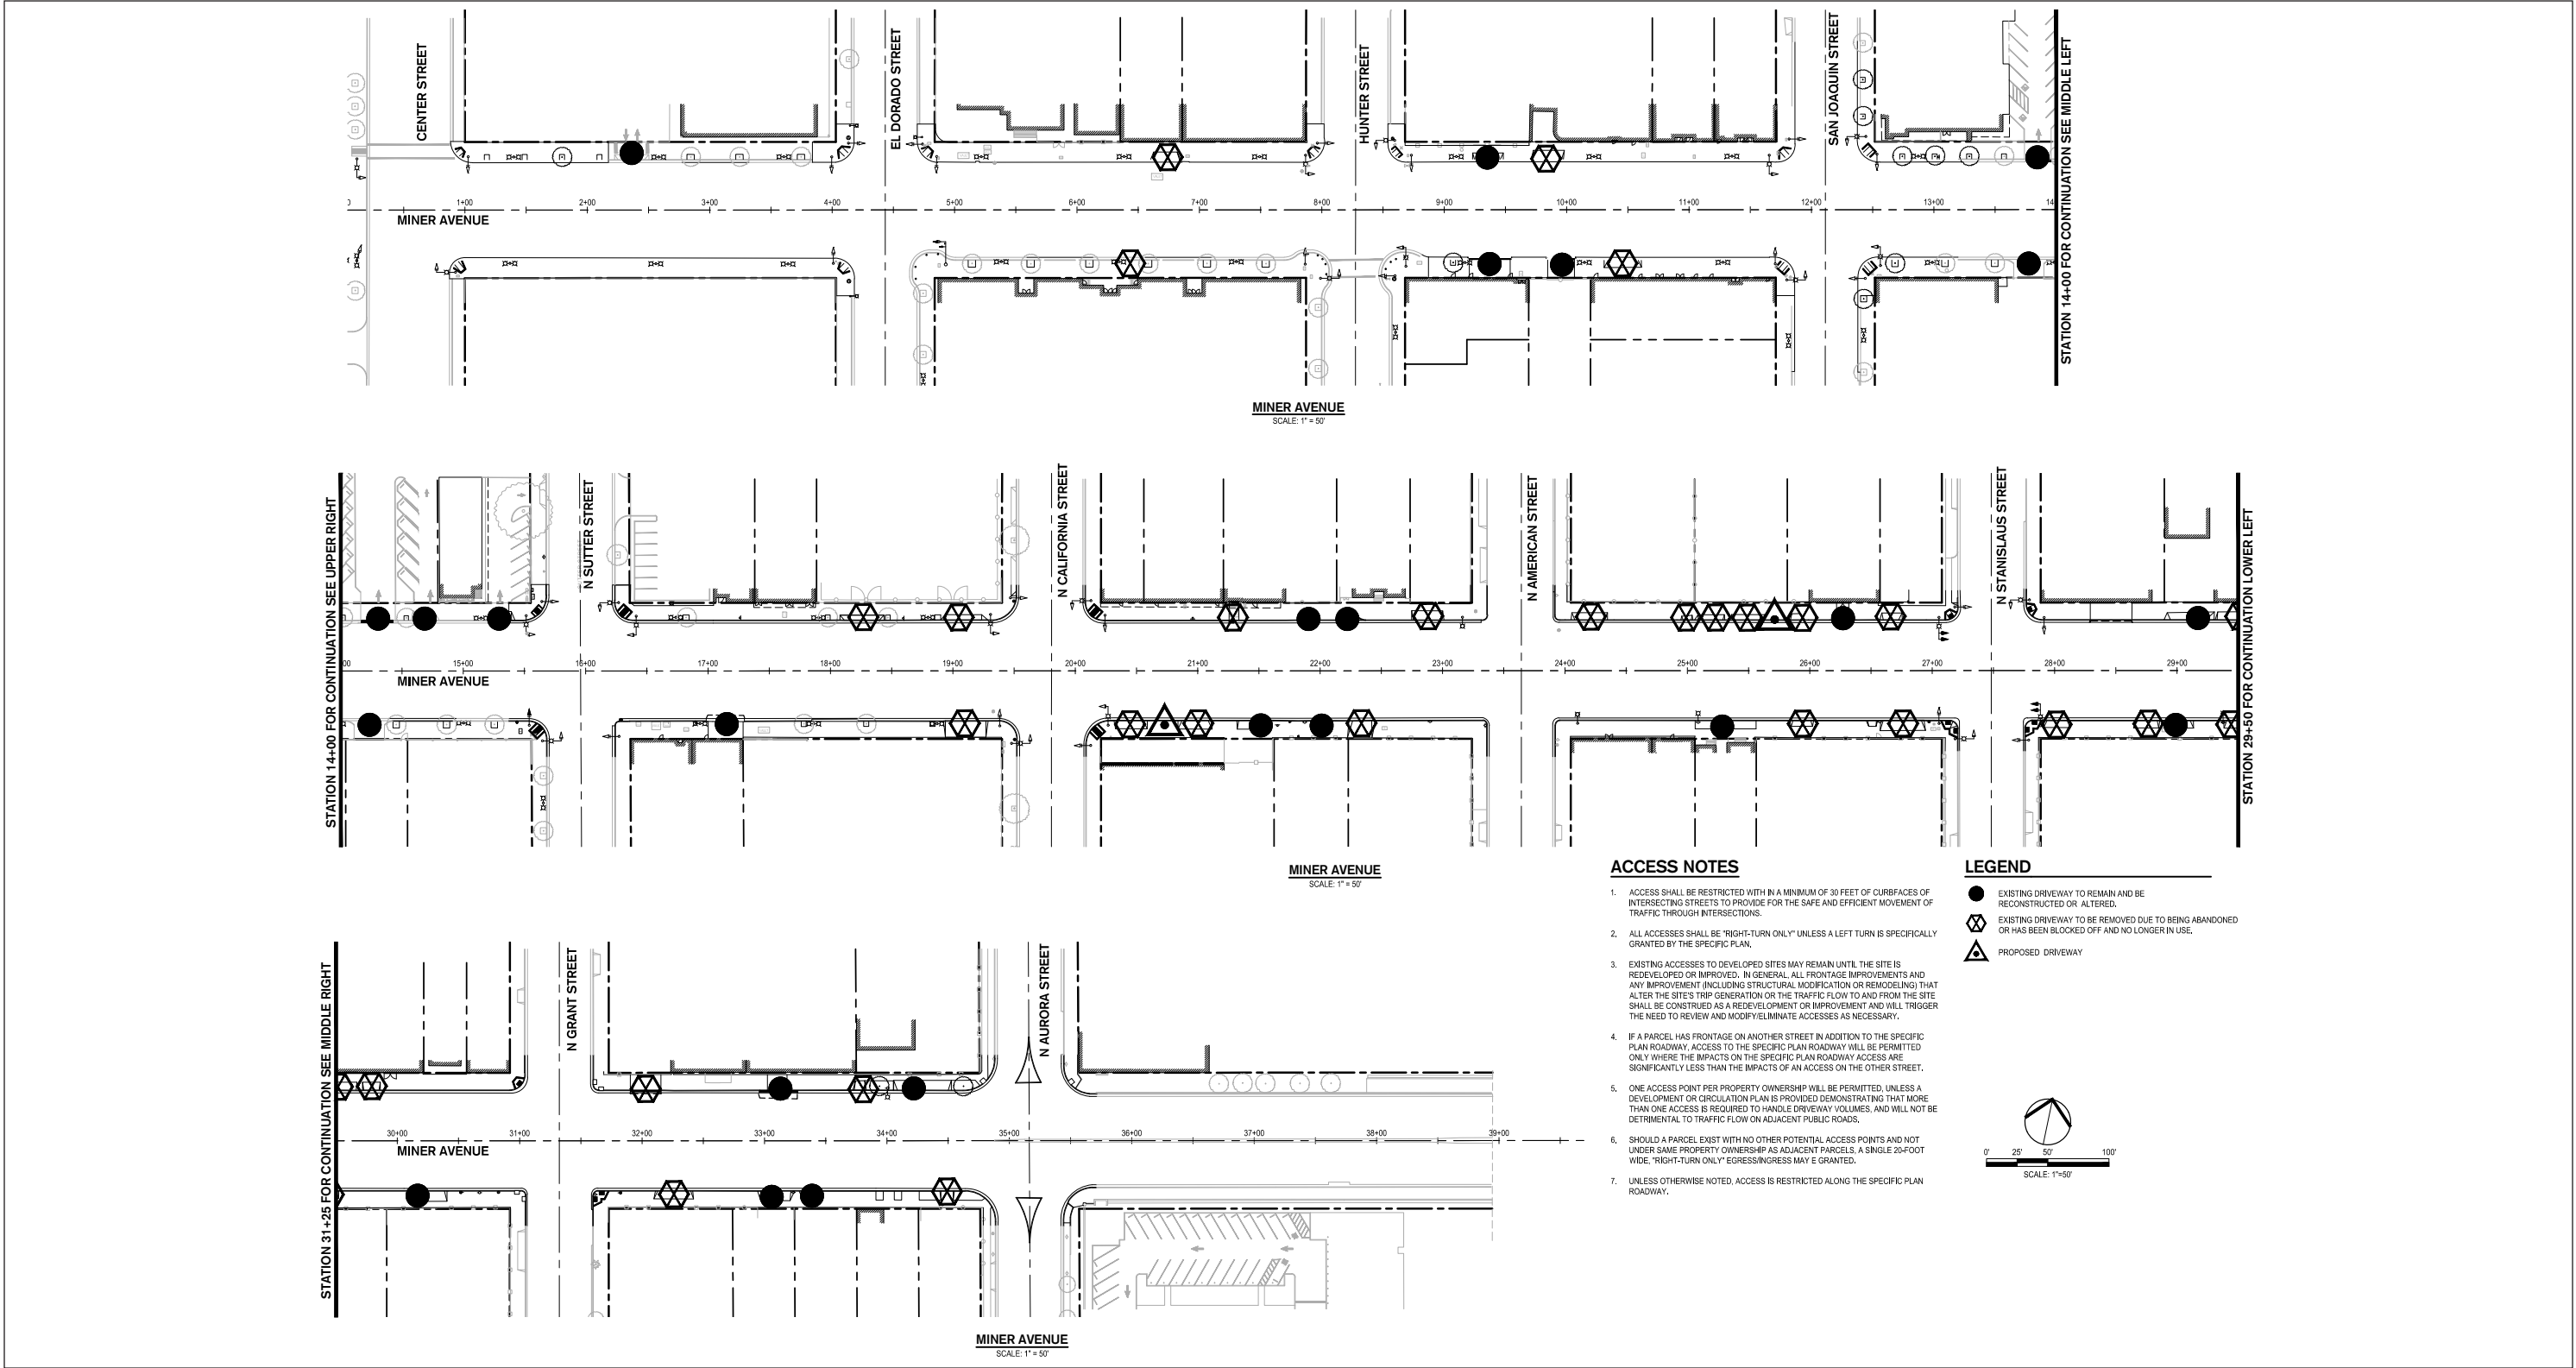 CENTER STREET
EL DORADO STREET
HUNTER STREET
SAN JOAQUIN STREET
STATION 14+00 FOR CONTINUATION SEE MIDDLE LEFT
1+00
2+00
3+00
4+00
5+00
6+00
7+00
8+00
9+00
10+00
11+00
12+00
13+00
14
MINER AVENUE
MINER AVENUE
SCALE: 1" = 50'
STATION 14+00 FOR CONTINUATION SEE UPPER RIGHT
N SUTTER STREET
N CALIFORNIA STREET
N AMERICAN STREET
N STANISLAUS STREET
STATION 29+50 FOR CONTINUATION LOWER LEFT
00
15+00
16+00
17+00
18+00
19+00
20+00
21+00
22+00
23+00
24+00
25+00
26+00
27+00
28+00
29+00
MINER AVENUE
MINER AVENUE
SCALE: 1" = 50'
STATION 31+25 FOR CONTINUATION SEE MIDDLE RIGHT
N GRANT STREET
N AURORA STREET
30+00
31+00
32+00
33+00
34+00
35+00
36+00
37+00
38+00
39+00
MINER AVENUE
MINER AVENUE
SCALE: 1" = 50'
ACCESS NOTES
1. ACCESS SHALL BE RESTRICTED WITH IN A MINIMUM OF 30 FEET OF CURBFACES OF
INTERSECTING STREETS TO PROVIDE FOR THE SAFE AND EFFICIENT MOVEMENT OF
TRAFFIC THROUGH INTERSECTIONS.
2. ALL ACCESSES SHALL BE "RIGHT-TURN ONLY" UNLESS A LEFT TURN IS SPECIFICALLY
GRANTED BY THE SPECIFIC PLAN.
3. EXISTING ACCESSES TO DEVELOPED SITES MAY REMAIN UNTIL THE SITE IS
REDEVELOPED OR IMPROVED. IN GENERAL, ALL FRONTAGE IMPROVEMENTS AND
ANY IMPROVEMENT (INCLUDING STRUCTURAL MODIFICATION OR REMODELING) THAT
ALTER THE SITE'S TRIP GENERATION OR THE TRAFFIC FLOW TO AND FROM THE SITE
SHALL BE CONSTRUED AS A REDEVELOPMENT OR IMPROVEMENT AND WILL TRIGGER
THE NEED TO REVIEW AND MODIFY/ELIMINATE ACCESSES AS NECESSARY.
4. IF A PARCEL HAS FRONTAGE ON ANOTHER STREET IN ADDITION TO THE SPECIFIC
PLAN ROADWAY, ACCESS TO THE SPECIFIC PLAN ROADWAY WILL BE PERMITTED
ONLY WHERE THE IMPACTS ON THE SPECIFIC PLAN ROADWAY ACCESS ARE
SIGNIFICANTLY LESS THAN THE IMPACTS OF AN ACCESS ON THE OTHER STREET.
5. ONE ACCESS POINT PER PROPERTY OWNERSHIP WILL BE PERMITTED, UNLESS A
DEVELOPMENT OR CIRCULATION PLAN IS PROVIDED DEMONSTRATING THAT MORE
THAN ONE ACCESS IS REQUIRED TO HANDLE DRIVEWAY VOLUMES, AND WILL NOT BE
DETRIMENTAL TO TRAFFIC FLOW ON ADJACENT PUBLIC ROADS.
6. SHOULD A PARCEL EXIST WITH NO OTHER POTENTIAL ACCESS POINTS AND NOT
UNDER SAME PROPERTY OWNERSHIP AS ADJACENT PARCELS, A SINGLE 20-FOOT
WIDE, "RIGHT-TURN ONLY" EGRESS/INGRESS MAY E GRANTED.
7. UNLESS OTHERWISE NOTED, ACCESS IS RESTRICTED ALONG THE SPECIFIC PLAN
ROADWAY.
LEGEND
EXISTING DRIVEWAY TO REMAIN AND BE
RECONSTRUCTED OR ALTERED.
EXISTING DRIVEWAY TO BE REMOVED DUE TO BEING ABANDONED
OR HAS BEEN BLOCKED OFF AND NO LONGER IN USE.
PROPOSED DRIVEWAY
0' 25' 50' 100'
SCALE: 1"=50'